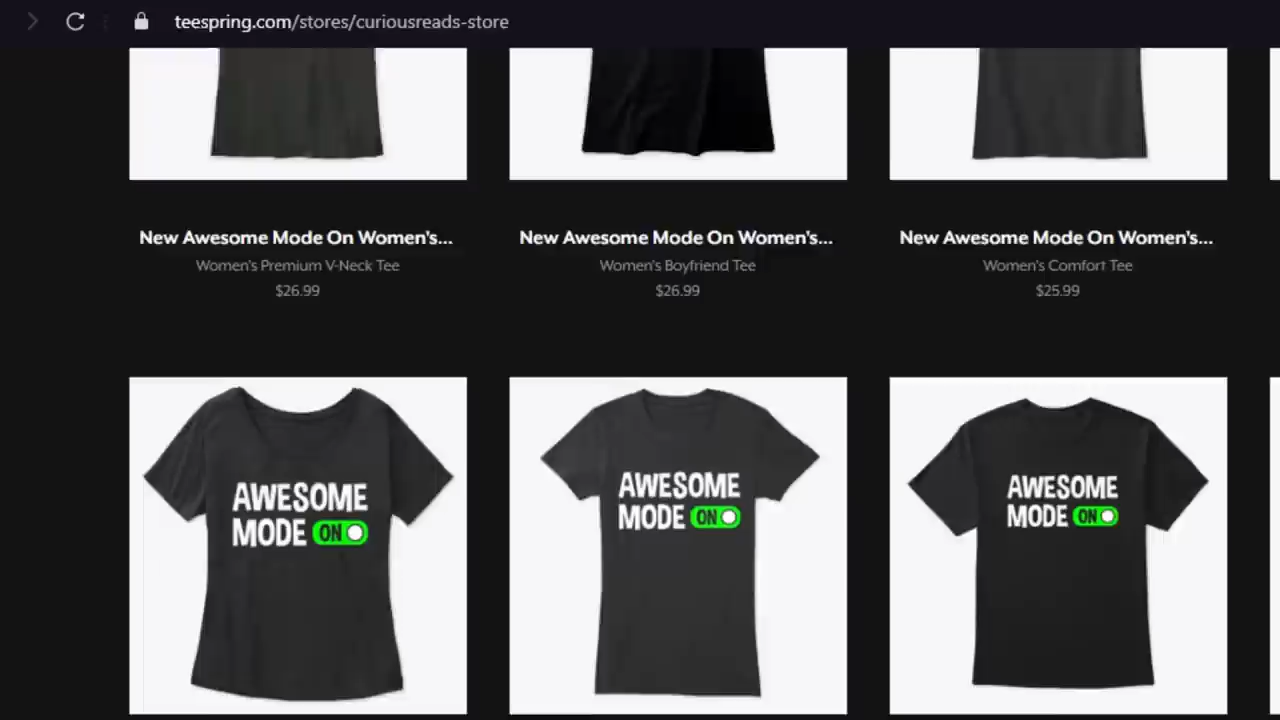 teespring.com/stores/curiousreads-store
New Awesome Mode On Women's...
Women's Premium V-Neck Tee
$26.99
New Awesome Mode On Women's...
Women's Boyfriend Tee
$26.99
New Awesome Mode On Women's...
Women's Comfort Tee
$25.99
AWESOME
MODE ON
AWESOME
MODE ON
AWESOME
MODE ON